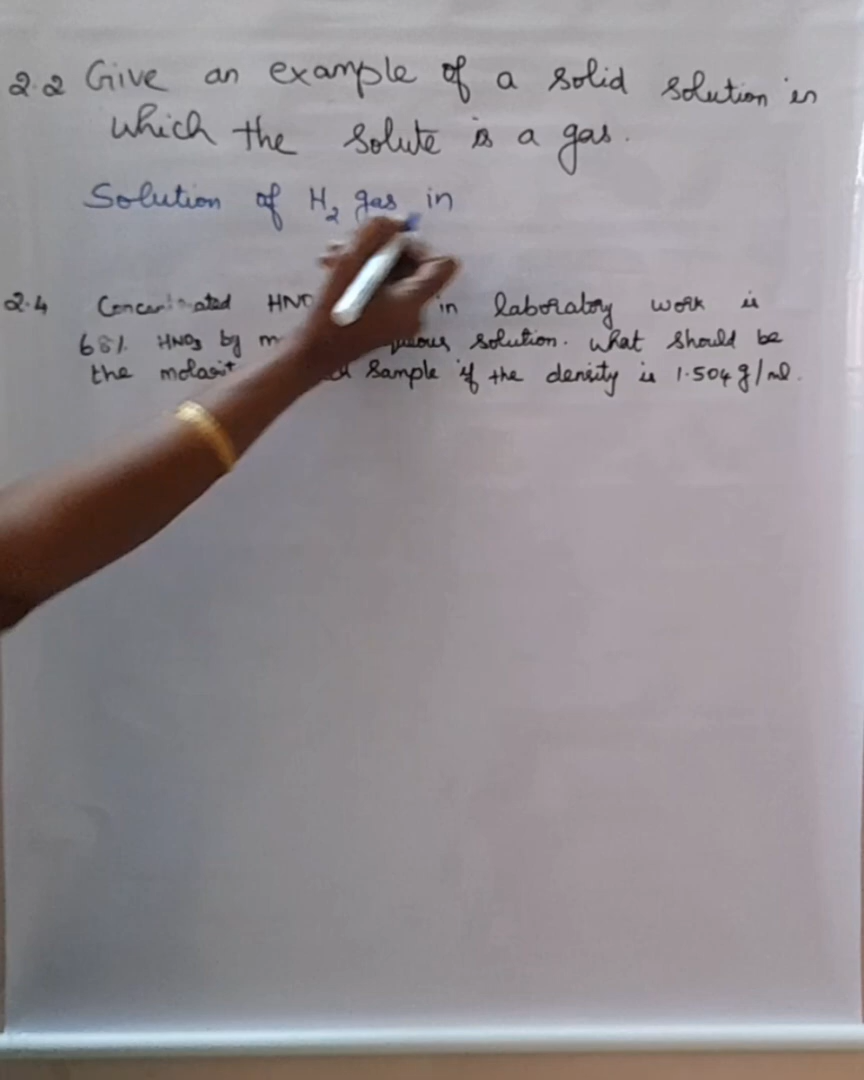 2.2 Give an example of a solid solution in
which the solute is a gas.
Solution of H2 gas in
2.4 HNO in laboratory work is
68% HNO3 by solution. What should be
the sample if the density is 1.504 g/ml.